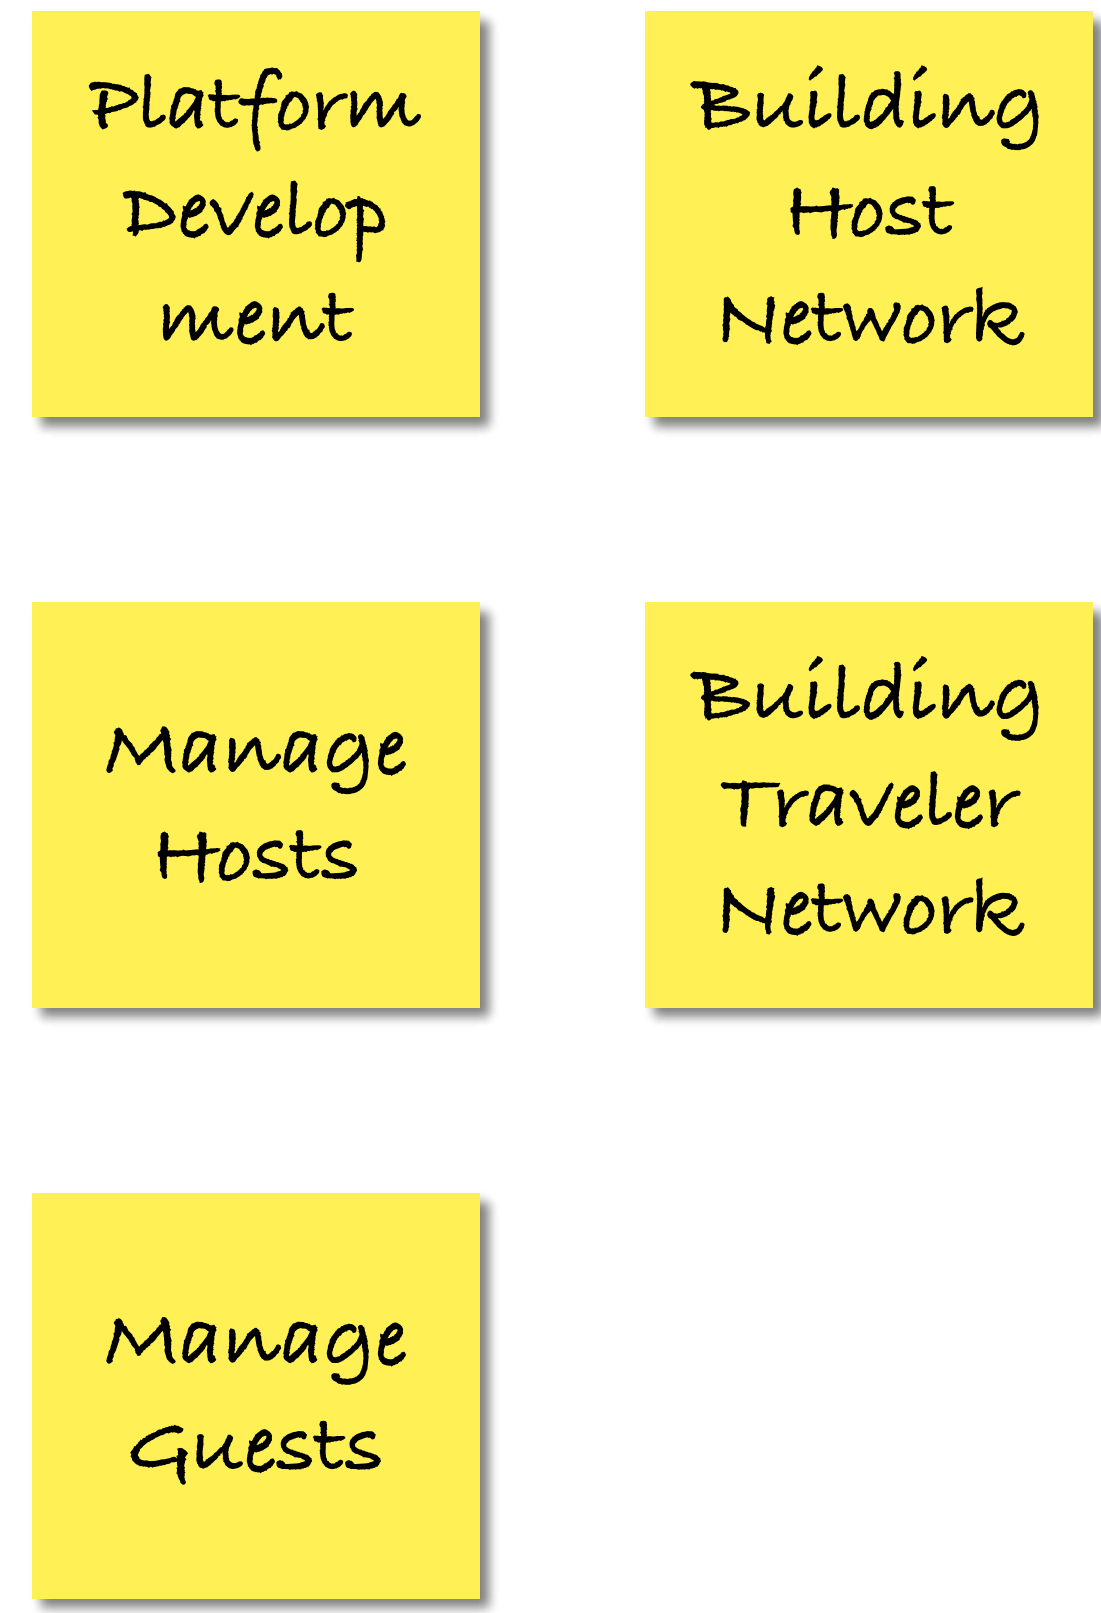 Platform
Develop
ment
Building
Host
Network
Manage
Hosts
Building
Traveler
Network
Manage
Guests